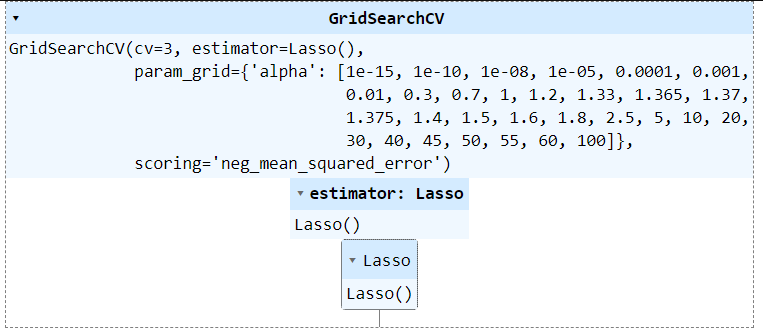 GridSearchCV
GridSearchCV(cv=3, estimator=Lasso(),
param_grid={'alpha': [1e-15, 1e-10, 1e-08, 1e-05, 0.0001, 0.001,
0.01, 0.3, 0.7, 1, 1.2, 1.33, 1.365, 1.37,
1.375, 1.4, 1.5, 1.6, 1.8, 2.5, 5, 10, 20,
30, 40, 45, 50, 55, 60, 100]},
scoring='neg_mean_squared_error')
estimator: Lasso
Lasso()
Lasso
Lasso()